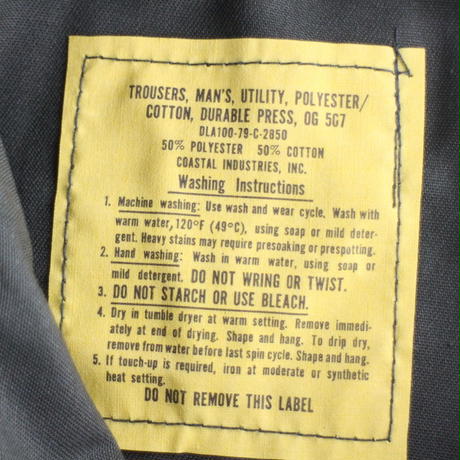 TROUSERS, MAN'S, UTILITY, POLYESTER/
COTTON, DURABLE PRESS, OG 5G7
DLA100-79-C-2850
50% POLYESTER 50% COTTON
COASTAL INDUSTRIES, INC.
Washing Instructions
1. Machine washing: Use wash and wear cycle. Wash with
warm water, 120°F (49°C), using soap or mild deter-
gent. Heavy stains may require presoaking or prespotting.
2. Hand washing: Wash in warm water, using soap or
mild detergent. DO NOT WRING OR TWIST.
3. DO NOT STARCH OR USE BLEACH.
4. Dry in tumble dryer at warm setting. Remove immedi-
ately at end of drying. Shape and hang. To drip dry,
remove from water before last spin cycle. Shape and hang.
5. If touch-up is required, iron at moderate or synthetic
heat setting.
DO NOT REMOVE THIS LABEL